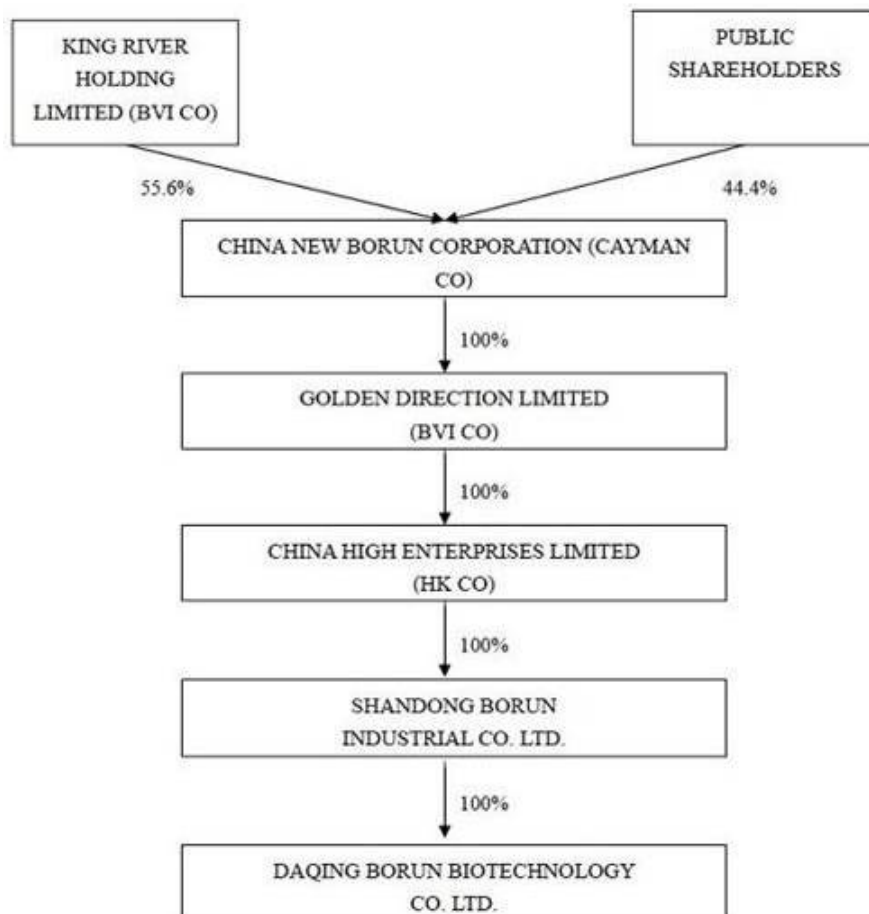 KING RIVER
HOLDING
LIMITED (BVI CO)
PUBLIC
SHAREHOLDERS
55.6%
44.4%
CHINA NEW BORUN CORPORATION (CAYMAN
CO)
100%
GOLDEN DIRECTION LIMITED
(BVI CO)
100%
CHINA HIGH ENTERPRISES LIMITED
(HK CO)
100%
SHANDONG BORUN
INDUSTRIAL CO. LTD.
100%
DAQING BORUN BIOTECHNOLOGY
CO. LTD.